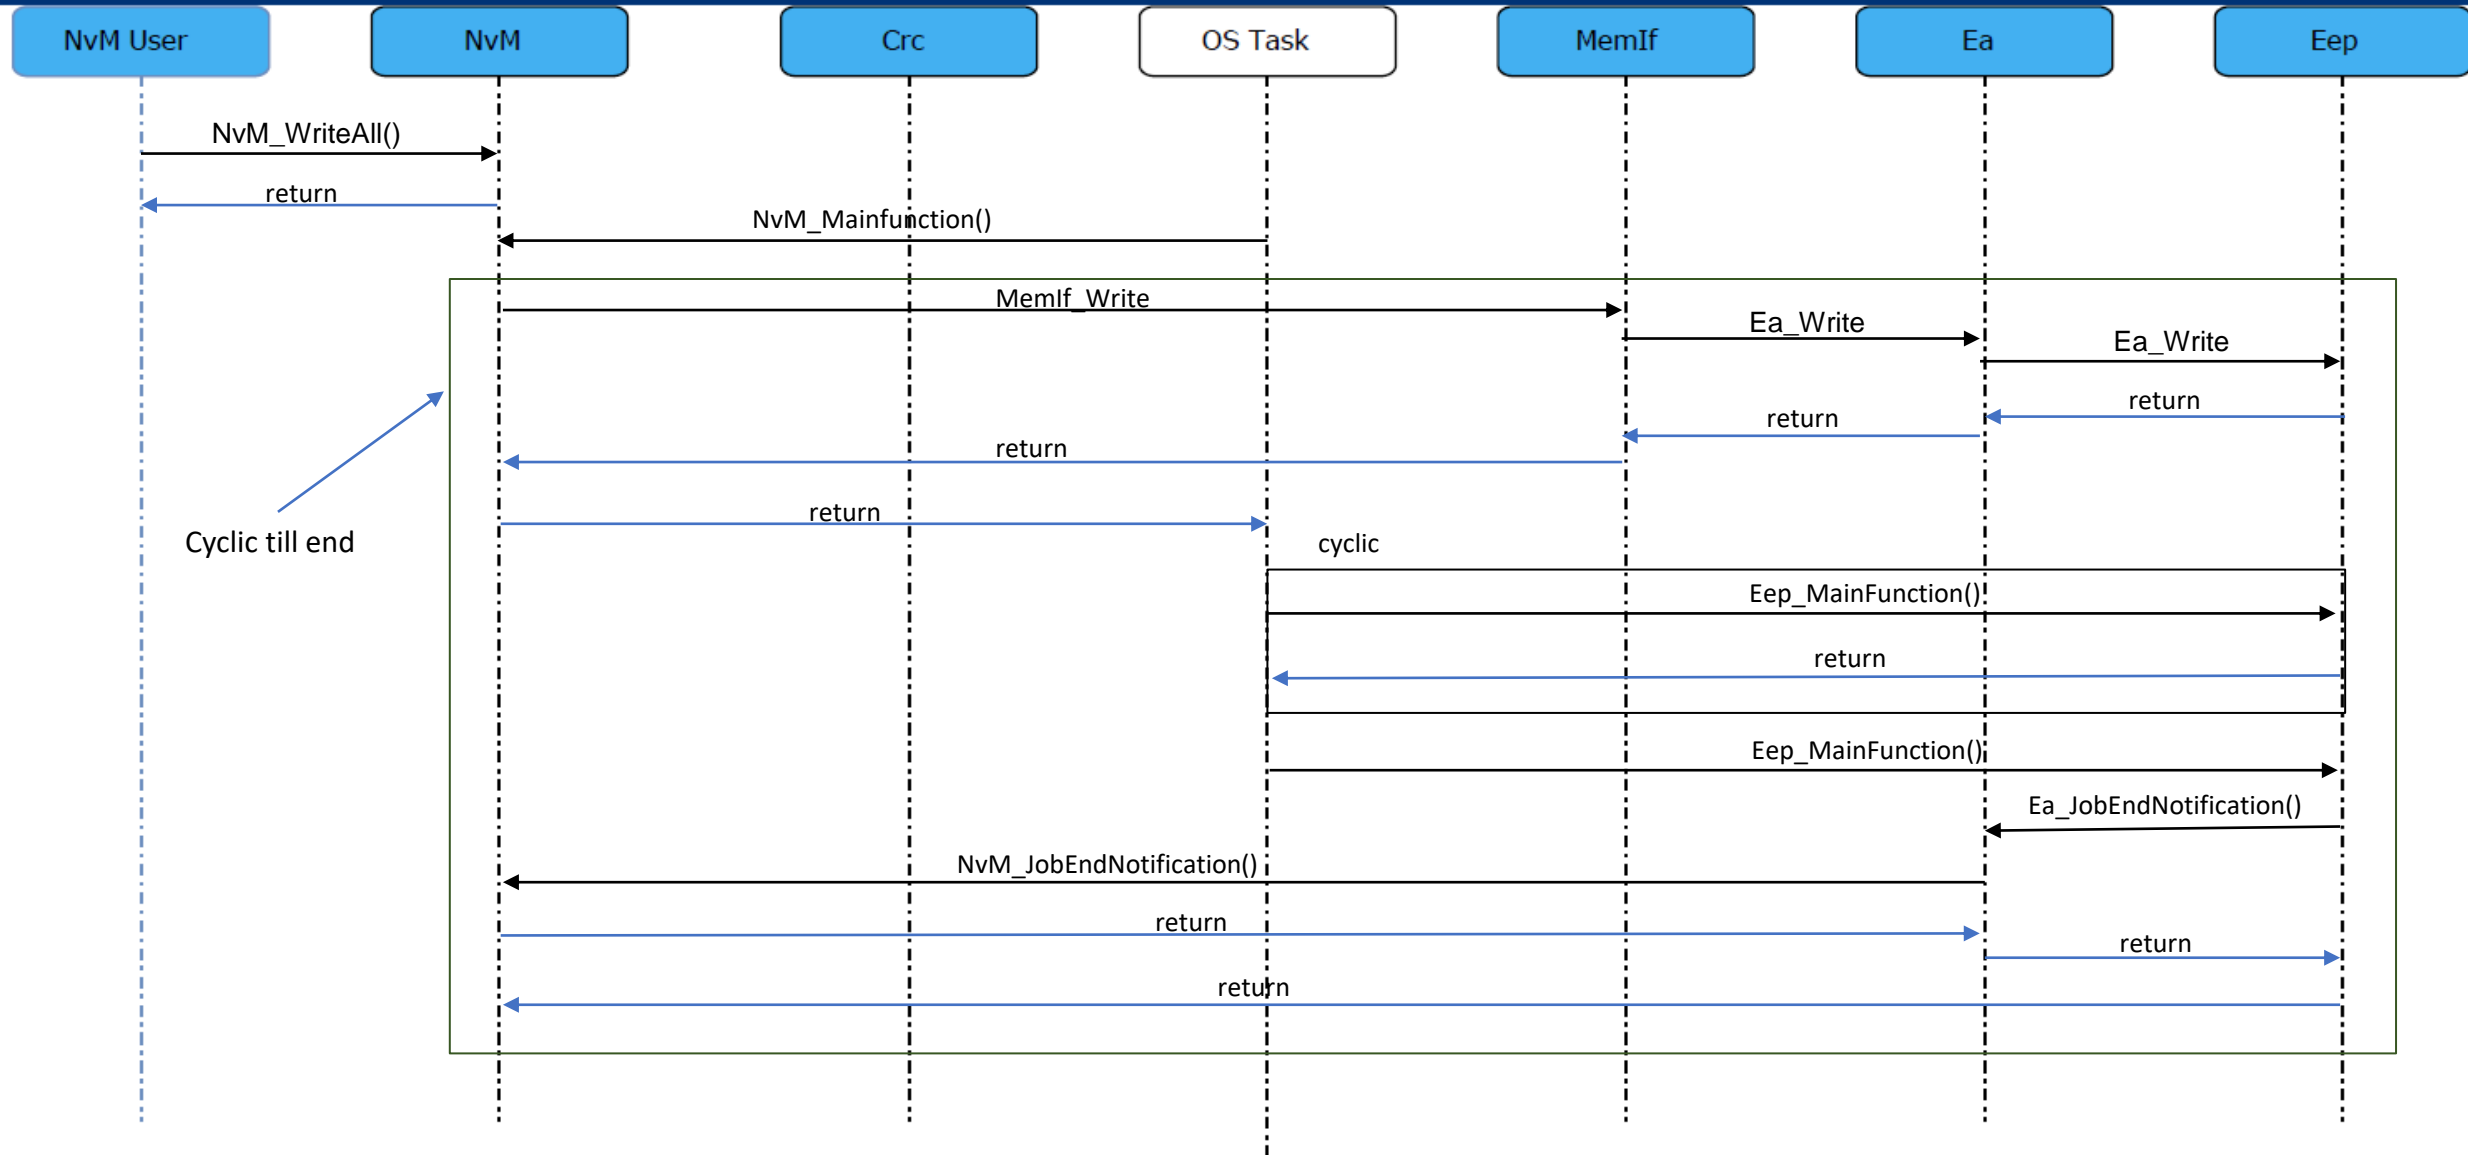 NvM User
NvM
Crc
OS Task
MemIf
Ea
Eep
NvM_WriteAll()
return
NvM_Mainfunction()
MemIf_Write
Ea_Write
Ea_Write
return
return
return
return
Cyclic till end
cyclic
Eep_MainFunction()
return
Eep_MainFunction()
Ea_JobEndNotification()
NvM_JobEndNotification()
return
return
return